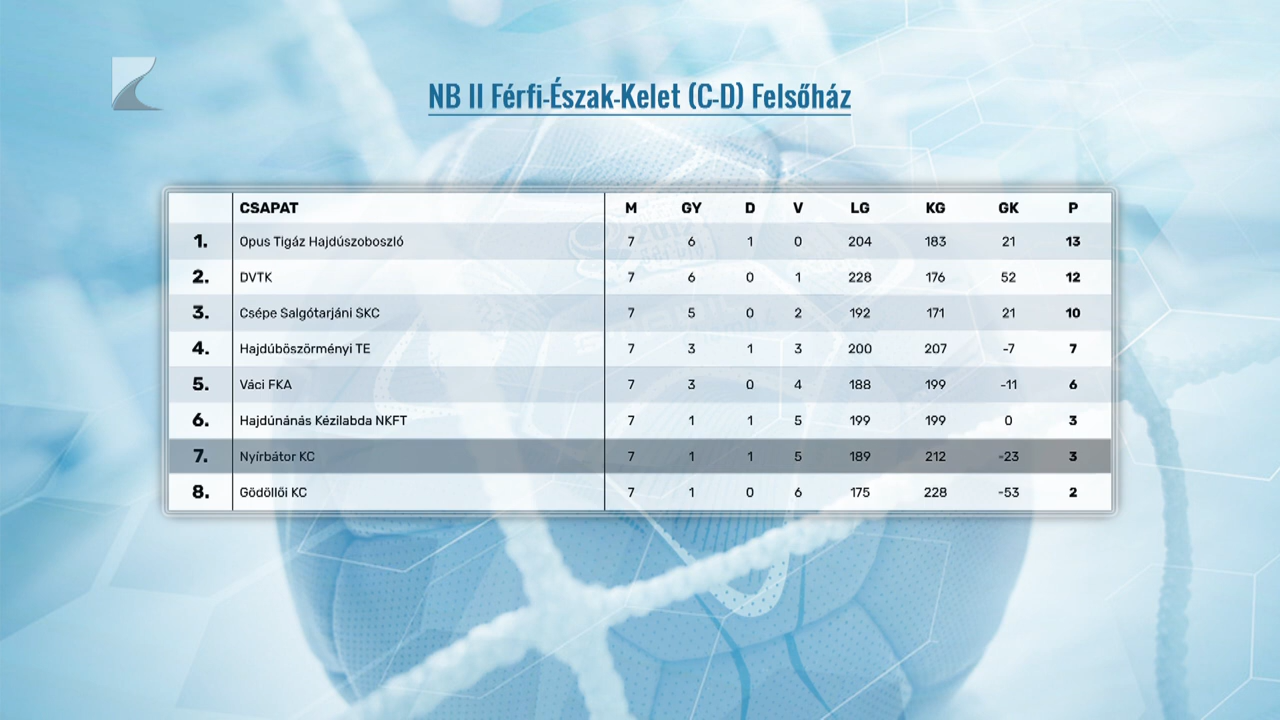 NB II Férfi-Észak-Kelet (C-D) Felsőház
CSAPAT M GY D V LG KG GK P
1. Opus Tigáz Hajdúszoboszló 7 6 1 0 204 183 21 13
2. DVTK 7 6 0 1 228 176 52 12
3. Csépe Salgótarjáni SKC 7 5 0 2 192 171 21 10
4. Hajdúböszörményi TE 7 3 1 3 200 207 -7 7
5. Váci FKA 7 3 0 4 188 199 -11 6
6. Hajdúnánás Kézilabda NKFT 7 1 1 5 199 199 0 3
7. Nyírbátor KC 7 1 1 5 189 212 -23 3
8. Gödöllői KC 7 1 0 6 175 228 -53 2